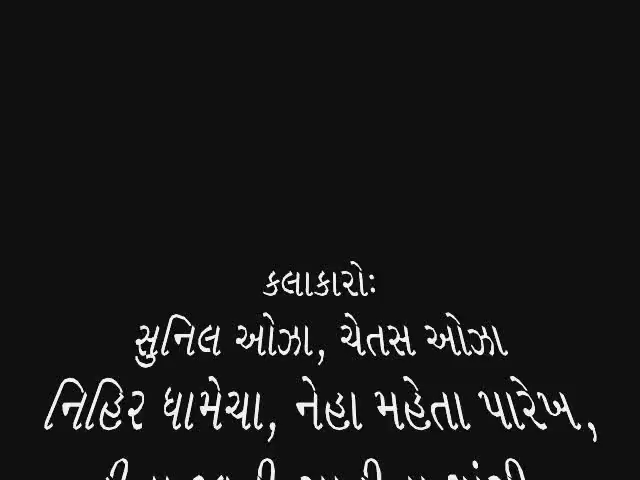 કલાકારોઃ
સુનિલ ઓઝા, ચેતસ ઓઝા
નિહિર ધામેચા, નેહા મહેતા પારેખ,